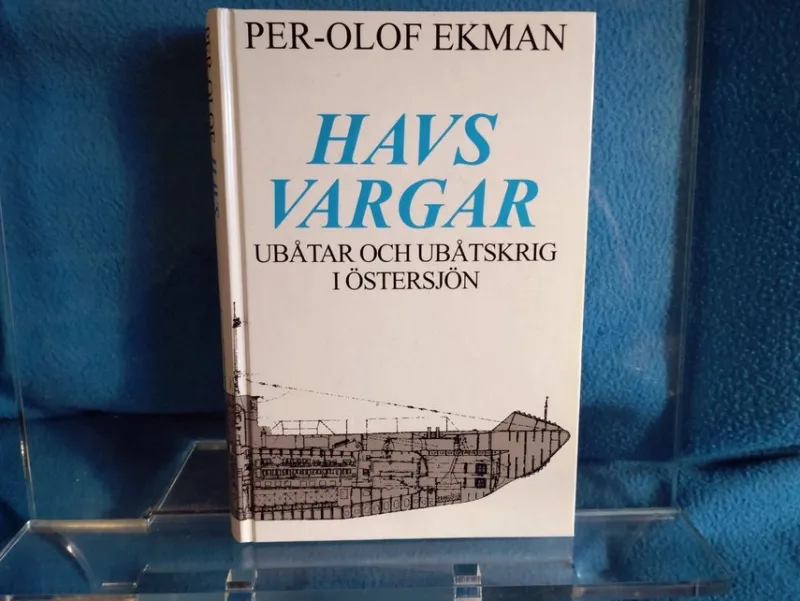 PER-OLOF EKMAN
HAVS
VARGAR
UBÅTAR OCH UBÅTSKRIG
I ÖSTERSJÖN